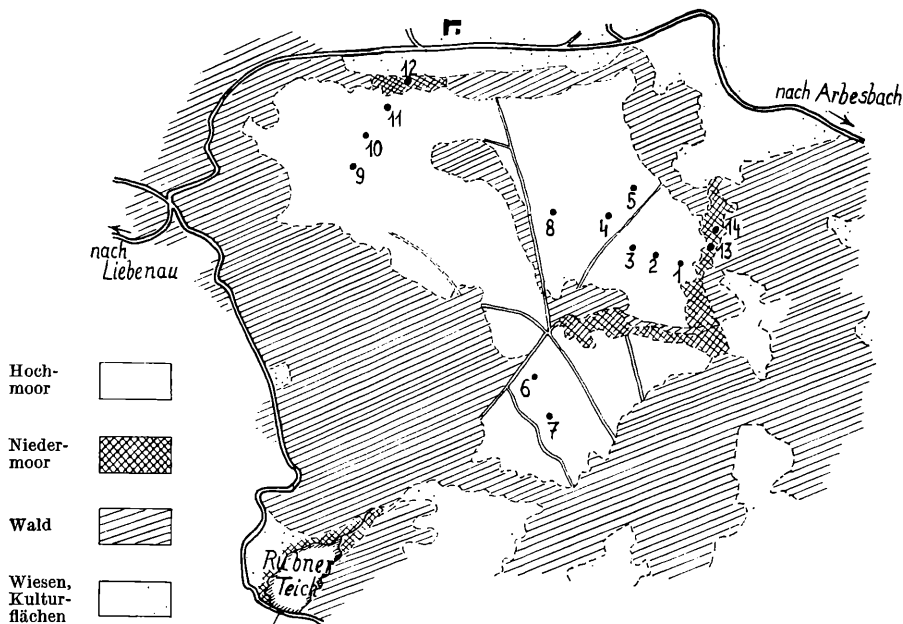 12
nach Arbesbach
11
10
9
5
8
4
14
3
2
1
13
nach
Liebenau
6
7
Hoch-
moor
Nieder-
moor
Wald
Wiesen,
Kultur-
flächen
Rubner
Teich